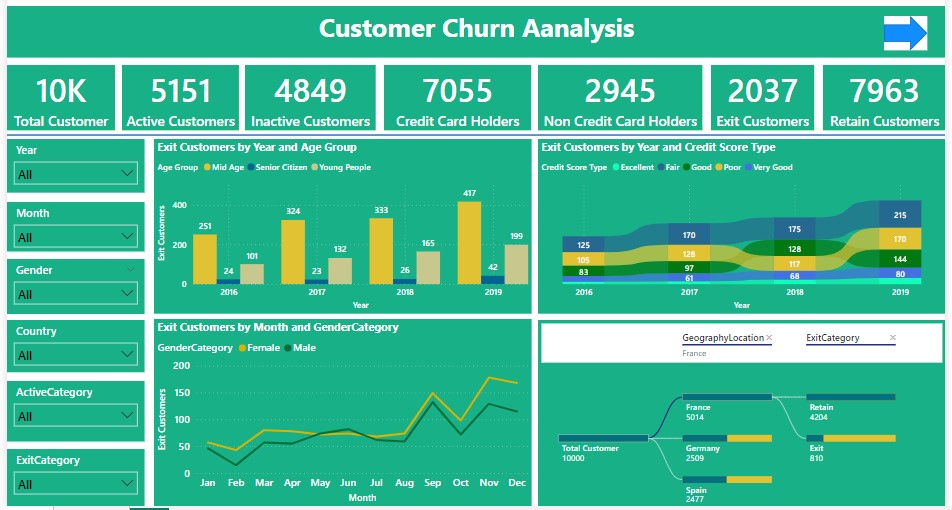 Customer Churn Aanalysis
10K
Total Customer
5151
Active Customers
4849
Inactive Customers
7055
Credit Card Holders
2945
Non Credit Card Holders
2037
Exit Customers
7963
Retain Customers
Year
All
Month
All
Gender
All
Country
All
ActiveCategory
All
ExitCategory
All
Exit Customers by Year and Age Group
Age Group Mid Age Senior Citizen Young People
Exit Customers
400
200
0
251 24 101
324 23 132
333 26 165
417 42 199
2016 2017 2018 2019
Year
Exit Customers by Year and Credit Score Type
Credit Score Type Excellent Fair Good Poor Very Good
125 105 83
170 128 97 61
175 128 117 68
215 170 144 80
2016 2017 2018 2019
Year
Exit Customers by Month and GenderCategory
GenderCategory Female Male
Exit Customers
200
150
100
50
0
Jan Feb Mar Apr May Jun Jul Aug Sep Oct Nov Dec
Month
GeographyLocation ExitCategory
France
Total Customer
10000
France
5014
Germany
2509
Spain
2477
Retain
4204
Exit
810